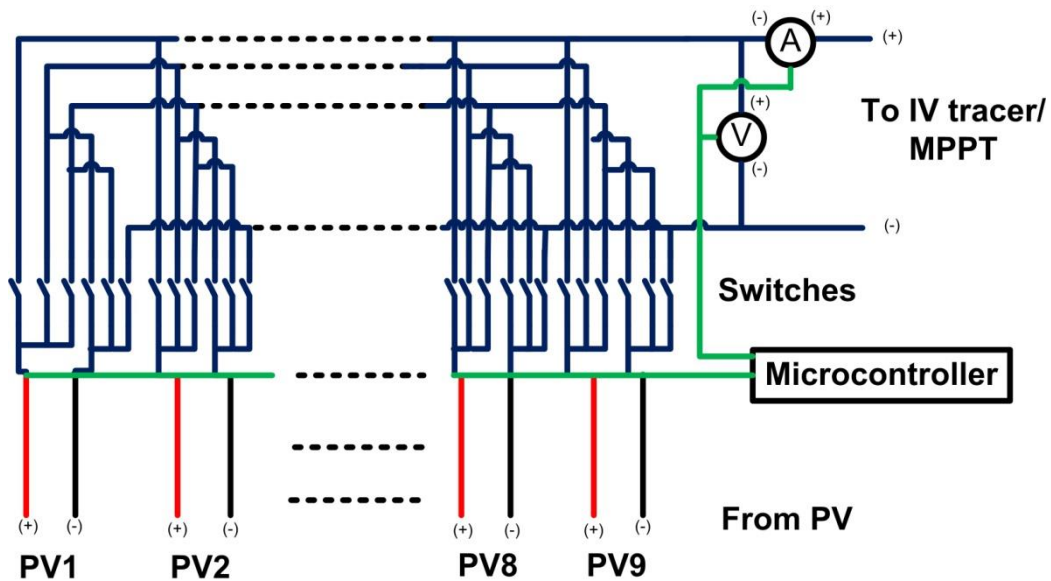 (-) (+)
A (+)
(+)
V
(-)
To IV tracer/
MPPT
(-)
Switches
Microcontroller
(+) (-) (+) (-) (+) (-) (+) (-)
From PV
PV1 PV2 PV8 PV9